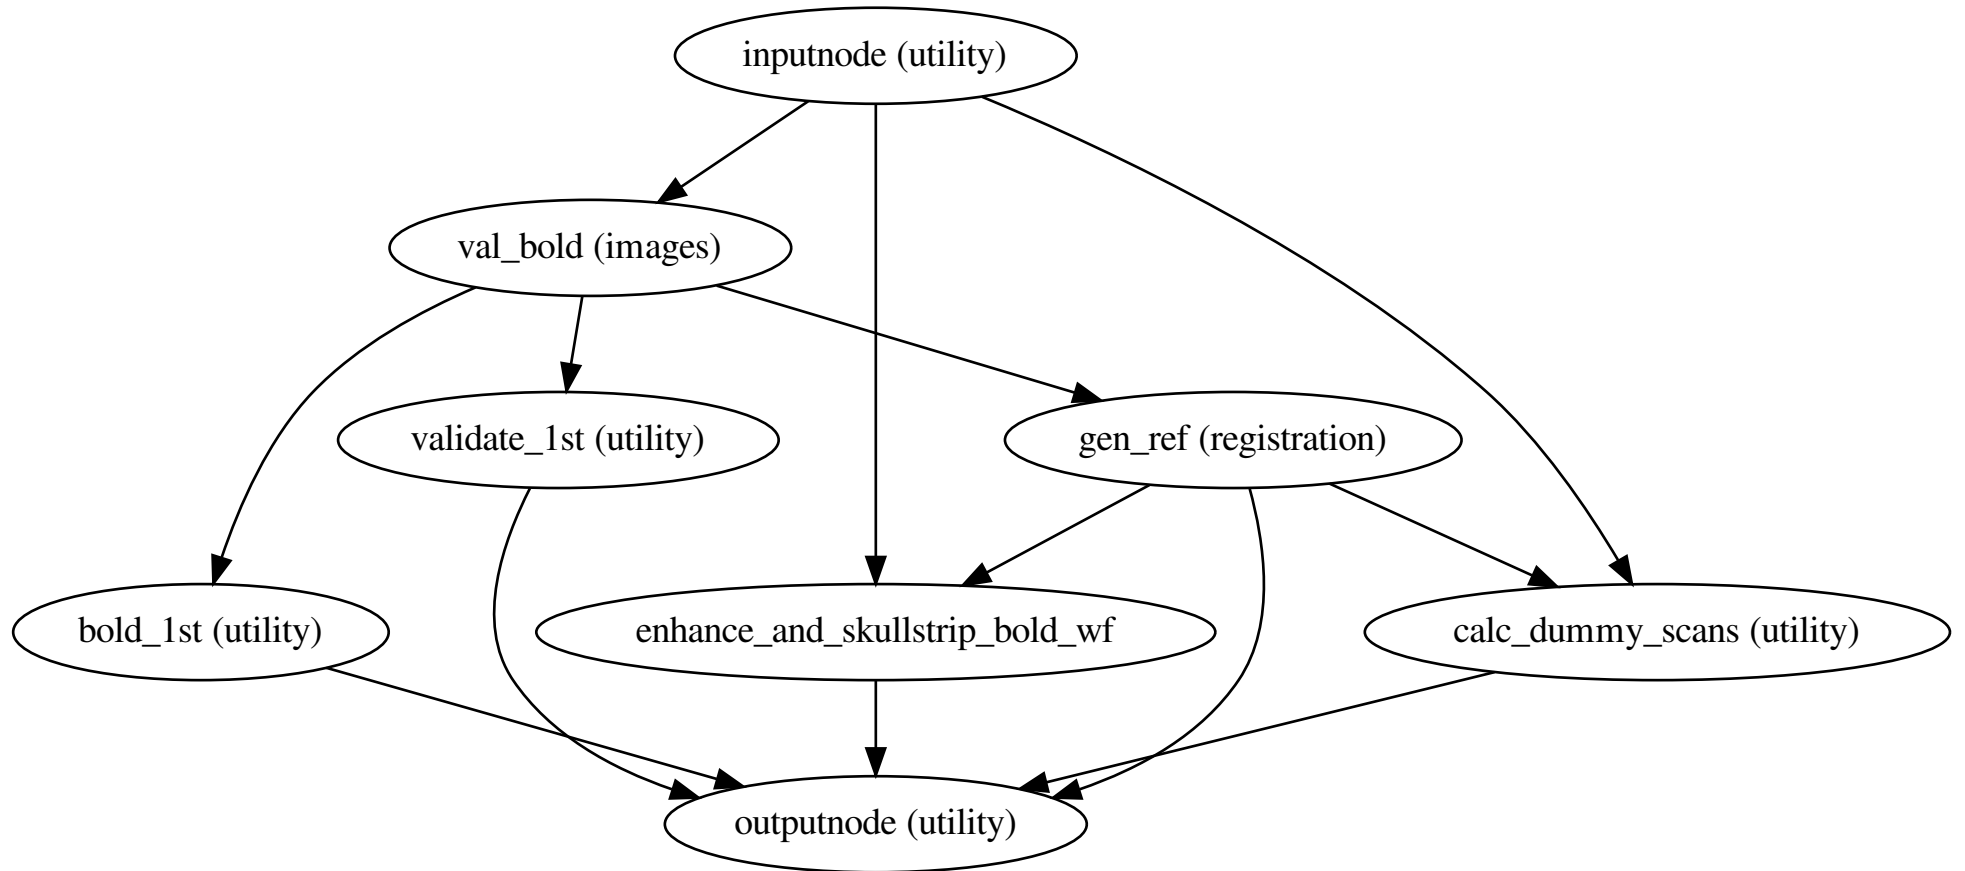 inputnode (utility)
val_bold (images)
validate_1st (utility)
gen_ref (registration)
bold_1st (utility)
enhance_and_skullstrip_bold_wf
calc_dummy_scans (utility)
outputnode (utility)